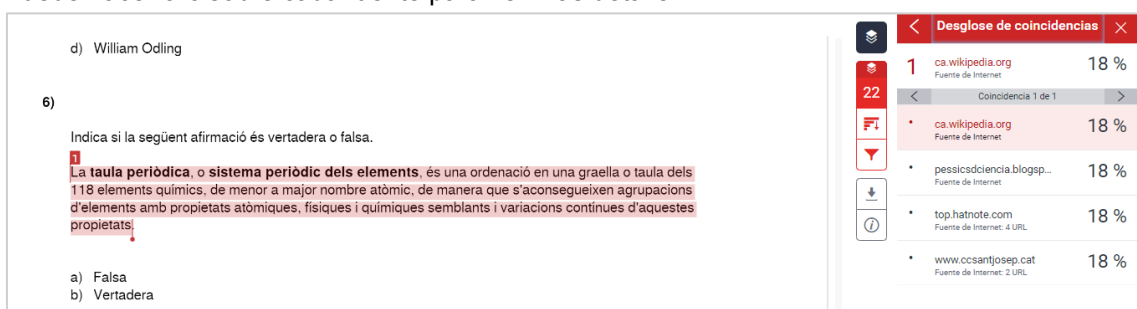 d) William Odling
6)
Indica si la següent afirmació és vertadera o falsa.
1
La taula periòdica, o sistema periòdic dels elements, és una ordenació en una graella o taula dels
118 elements químics, de menor a major nombre atòmic, de manera que s'aconsegueixen agrupacions
d'elements amb propietats atòmiques, físiques i químiques semblants i variacions contínues d'aquestes
propietats.
a) Falsa
b) Vertadera
22
Desglose de coincidencias
1 ca.wikipedia.org 18 %
Fuente de Internet
Coincidencia 1 de 1
ca.wikipedia.org 18 %
Fuente de Internet
pessicsdciencia.blogsp... 18 %
Fuente de Internet
top.hatnote.com 18 %
Fuente de Internet: 4 URL
www.ccsantjosep.cat 18 %
Fuente de Internet: 2 URL